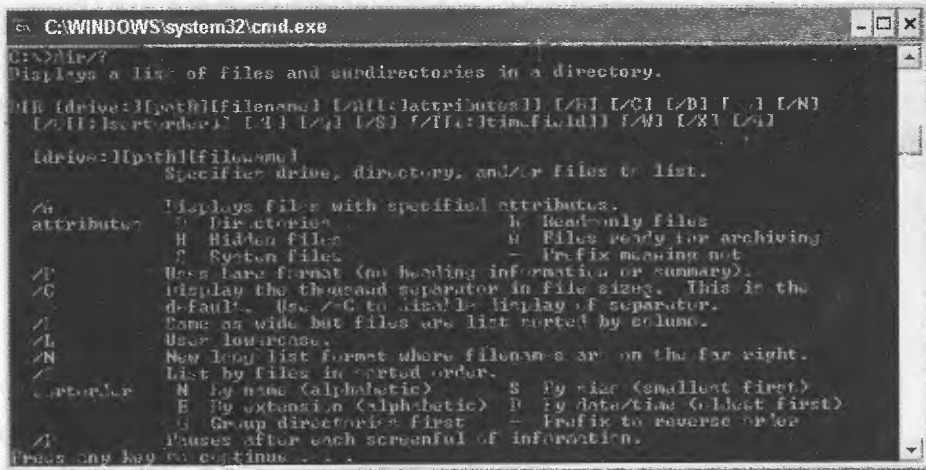 C:\WINDOWS\system32\cmd.exe
C:\>dir/?
Displays a list of files and subdirectories in a directory.
DIR [drive:][path][filename] [/A[[:]attributes]] [/B] [/C] [/D] [/N]
[/O[[:]sortorder]] [/P] [/Q] [/S] [/T[[:]timefield]] [/W] [/X] [/4]
[drive:][path][filename]
Specifies drive, directory, and/or files to list.
/A Displays files with specified attributes.
attributes D Directories R Read-only files
H Hidden files A Files ready for archiving
S System files - Prefix meaning not
/B Uses bare format (no heading information or summary).
/C Display the thousand separator in file sizes. This is the
default. Use /-C to disable display of separator.
/D Same as wide but files are list sorted by column.
/L Uses lowercase.
/N New long list format where filenames are on the far right.
/O List by files in sorted order.
sortorder N By name (alphabetic) S By size (smallest first)
E By extension (alphabetic) D By date/time (oldest first)
G Group directories first - Prefix to reverse order
/P Pauses after each screenful of information.
Press any key to continue . . .